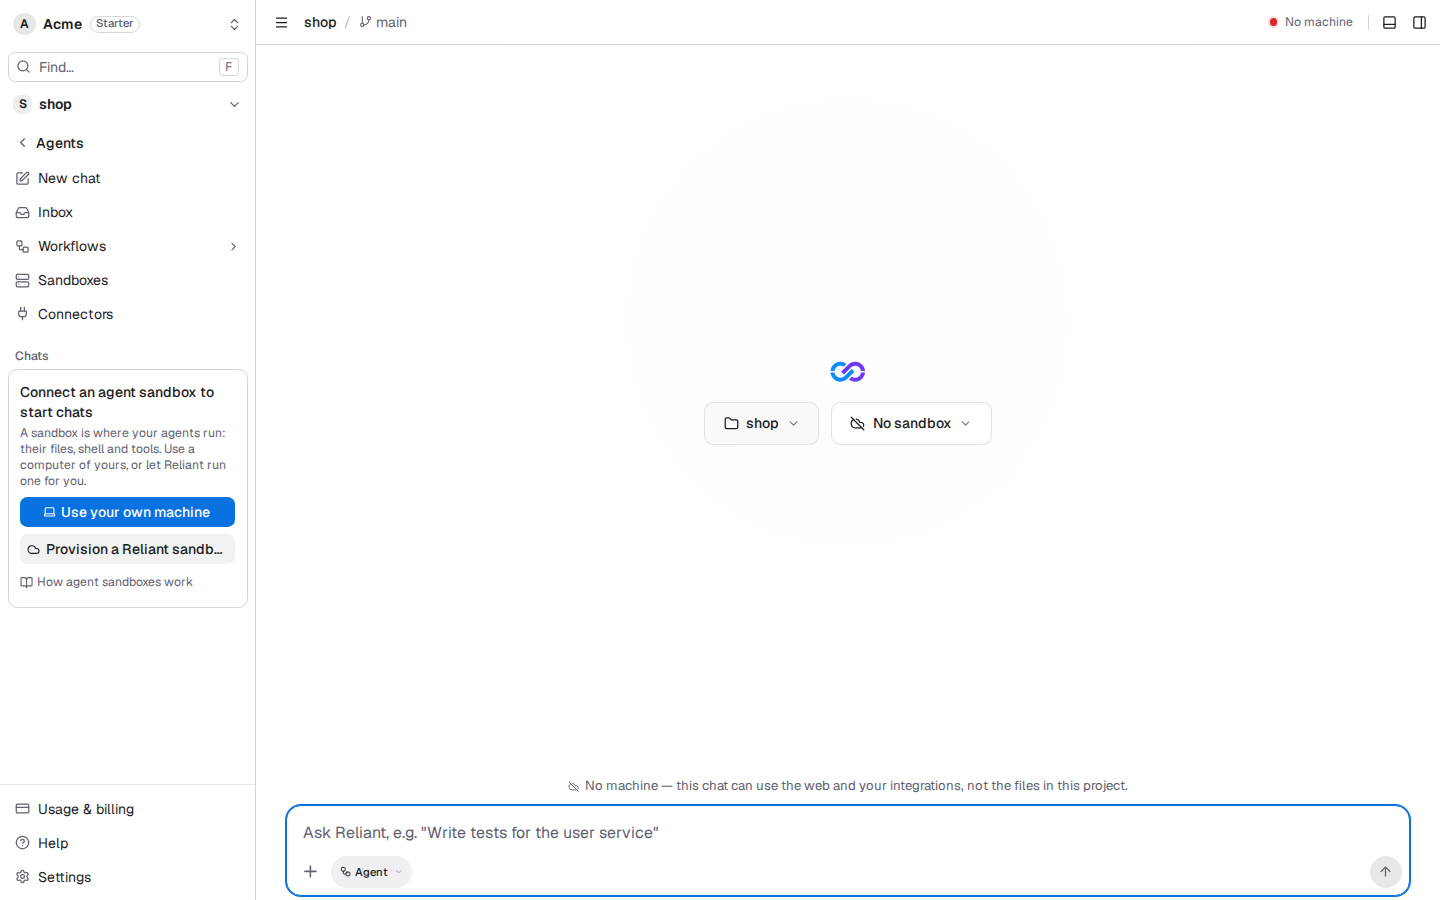 A Acme Starter
Find... F
S shop
Agents
New chat
Inbox
Workflows
Sandboxes
Connectors
Chats
Connect an agent sandbox to
start chats
A sandbox is where your agents run:
their files, shell and tools. Use a
computer of yours, or let Reliant run
one for you.
Use your own machine
Provision a Reliant sandb...
How agent sandboxes work
Usage & billing
Help
Settings
shop / main
No machine
shop
No sandbox
No machine — this chat can use the web and your integrations, not the files in this project.
Ask Reliant, e.g. "Write tests for the user service"
Agent